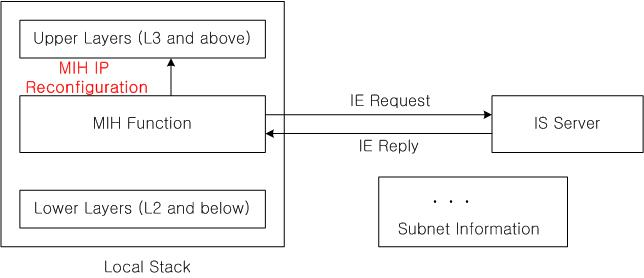 Upper Layers (L3 and above)
MIH IP
Reconfiguration
MIH Function
IE Request
IE Reply
IS Server
Lower Layers (L2 and below)
. . .
Subnet Information
Local Stack